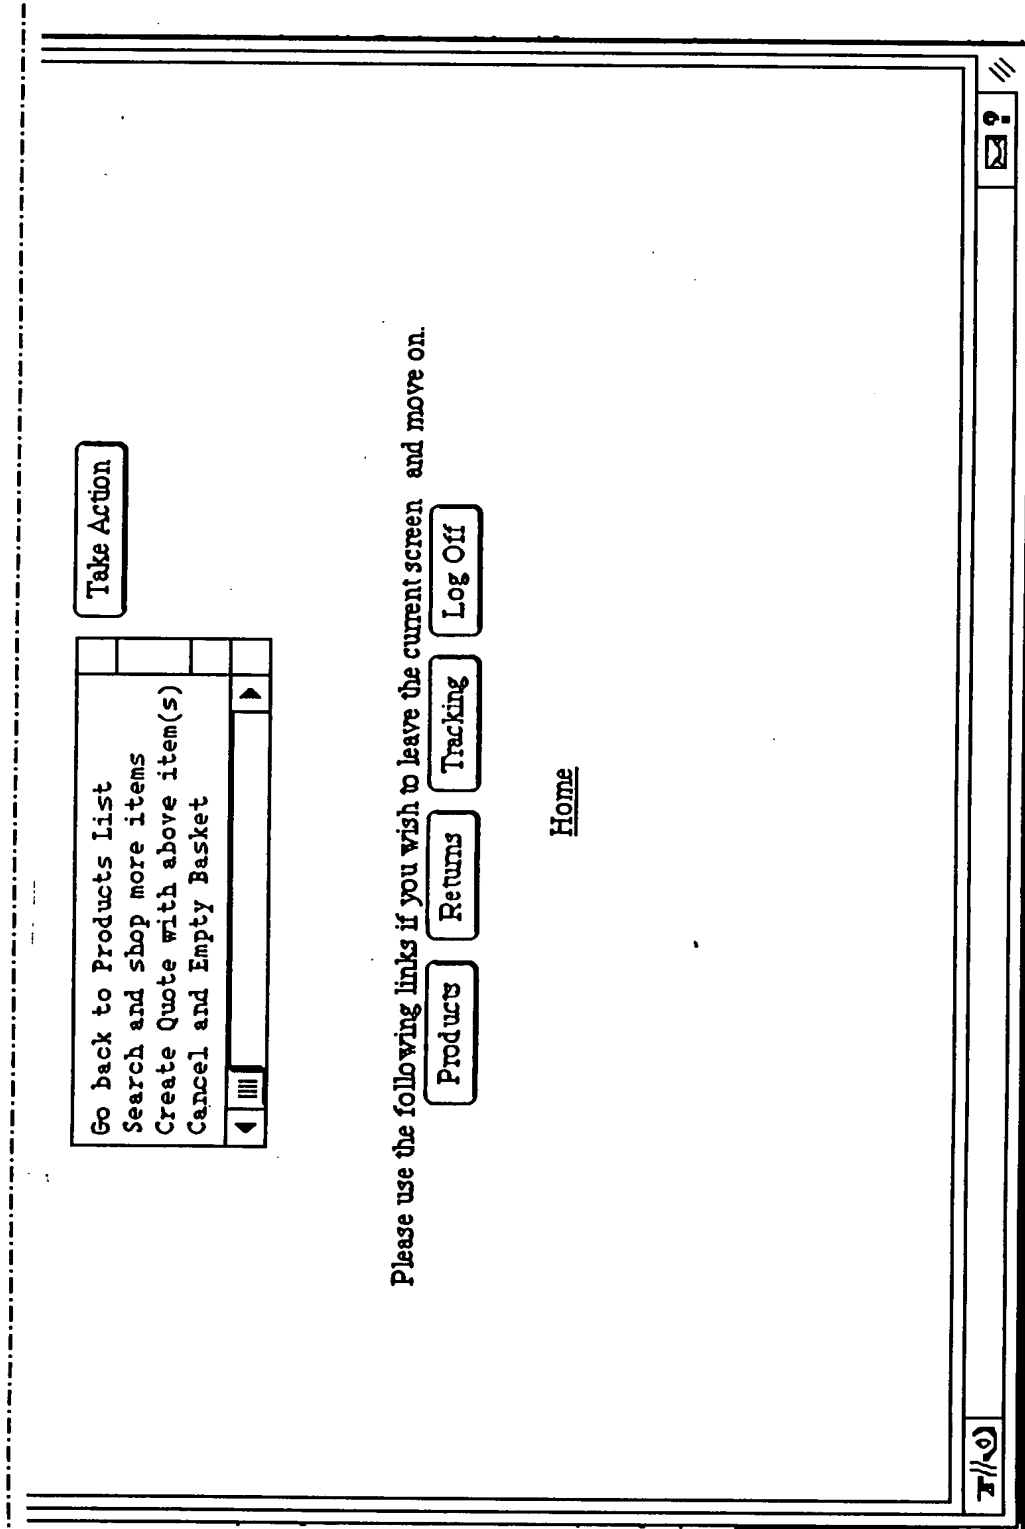 Go back to Products List
Search and shop more items
Create Quote with above item(s)
Cancel and Empty Basket
Take Action
Please use the following links if you wish to leave the current screen and move on.
Products Returns Tracking Log Off
Home
?